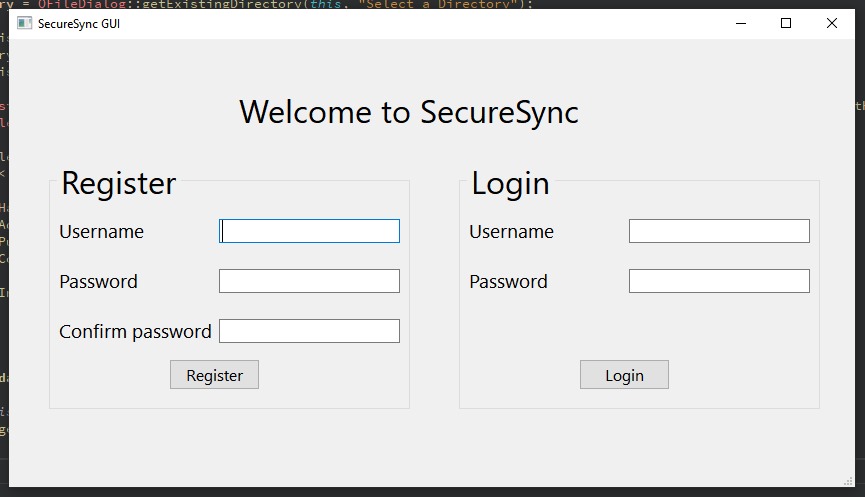 ry = QFileDialog::getExistingDirectory(this, "Select a Directory");
SecureSync GUI
Welcome to SecureSync
Register
Username
Password
Confirm password
Register
Login
Username
Password
Login